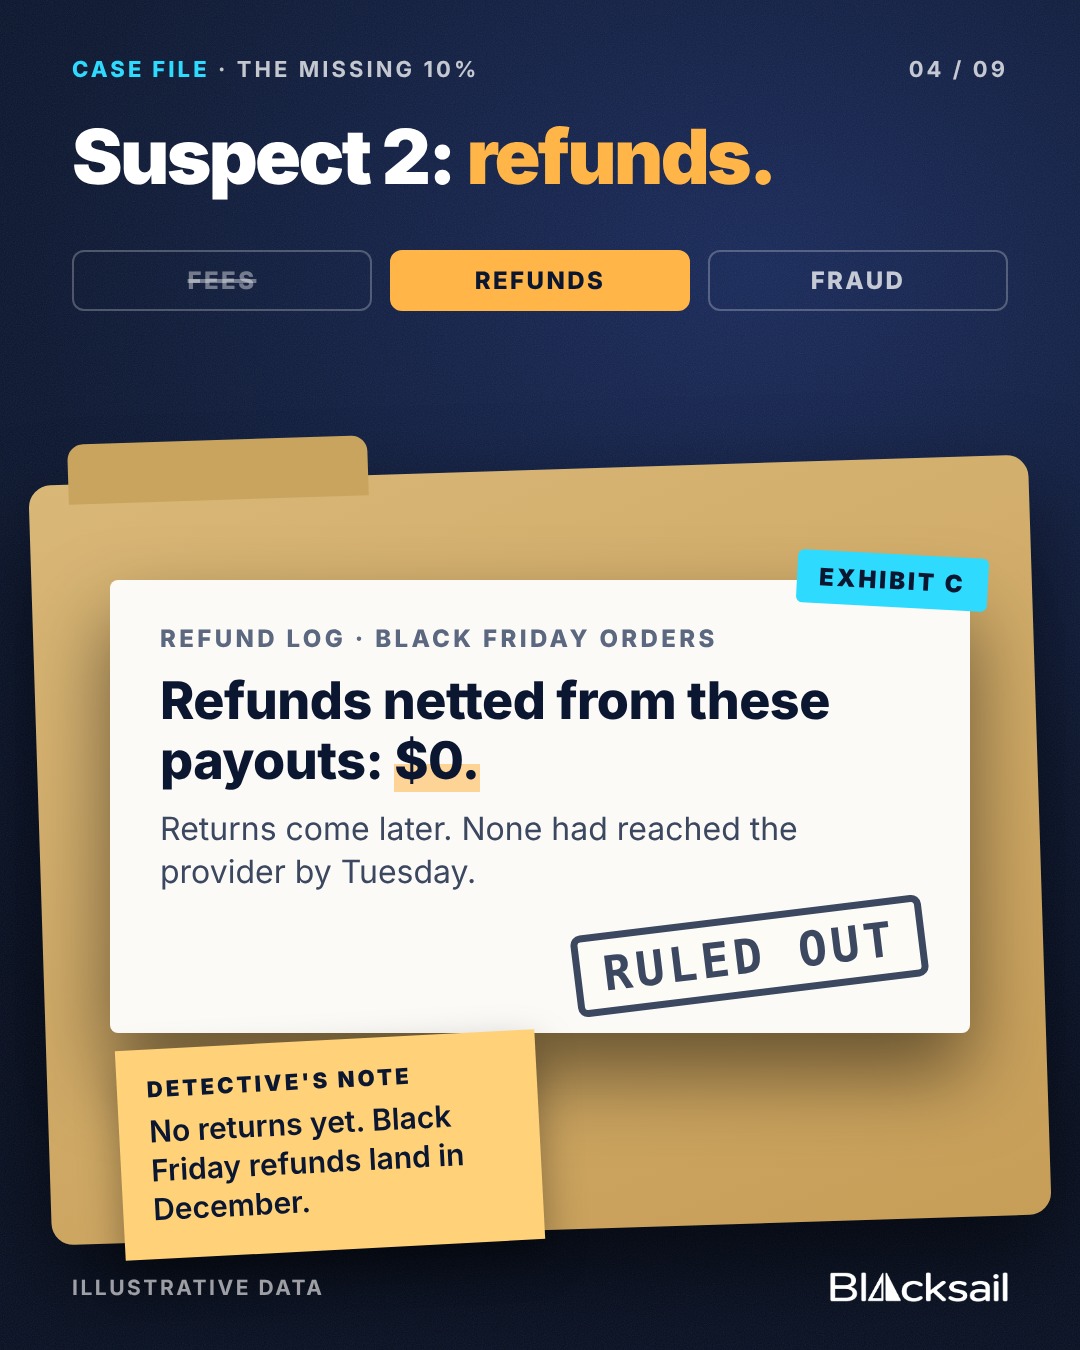 CASE FILE · THE MISSING 10%
04 / 09
Suspect 2: refunds.
FEES
REFUNDS
FRAUD
EXHIBIT C
REFUND LOG · BLACK FRIDAY ORDERS
Refunds netted from these
payouts: $0.
Returns come later. None had reached the
provider by Tuesday.
RULED OUT
DETECTIVE'S NOTE
No returns yet. Black
Friday refunds land in
December.
ILLUSTRATIVE DATA
Blacksail